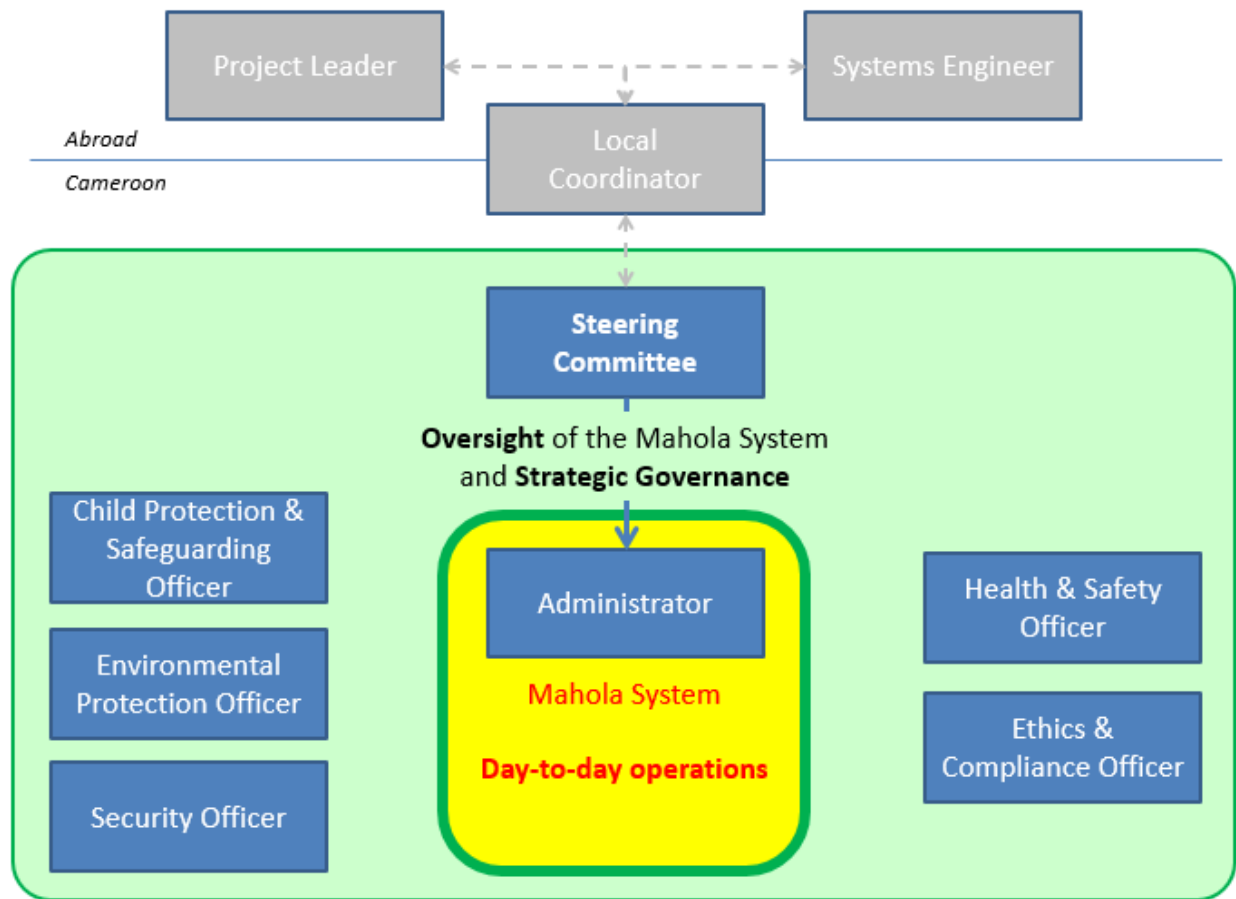 Project Leader
Systems Engineer
Abroad
Local
Coordinator
Cameroon
Steering
Committee
Oversight of the Mahola System
and Strategic Governance
Child Protection &
Safeguarding
Officer
Administrator
Health & Safety
Officer
Environmental
Protection Officer
Mahola System
Ethics &
Compliance Officer
Day-to-day operations
Security Officer